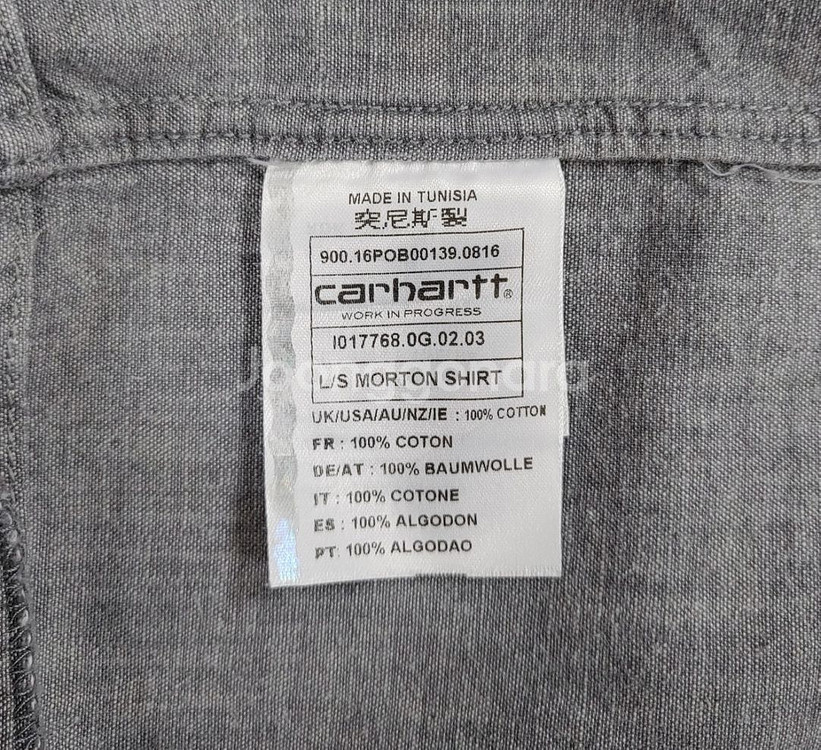 MADE IN TUNISIA
突尼斯製
900.16POB00139.0816
carhartt®
WORK IN PROGRESS
I017768.0G.02.03
L/S MORTON SHIRT
UK/USA/AU/NZ/IE : 100% COTTON
FR : 100% COTON
DE/AT : 100% BAUMWOLLE
IT : 100% COTONE
ES : 100% ALGODON
PT: 100% ALGODAO